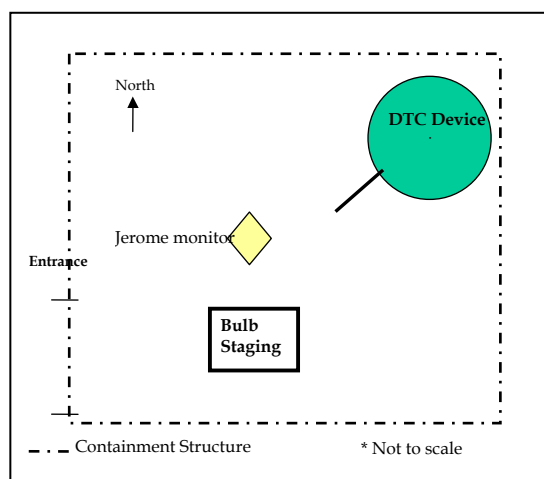 North
DTC Device
Jerome monitor
Entrance
Bulb
Staging
Containment Structure
* Not to scale